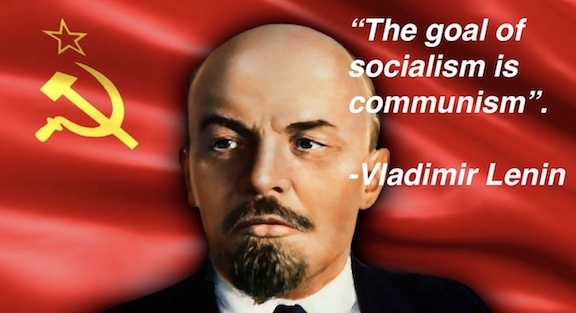 “The goal of
socialism is
communism”.
-Vladimir Lenin